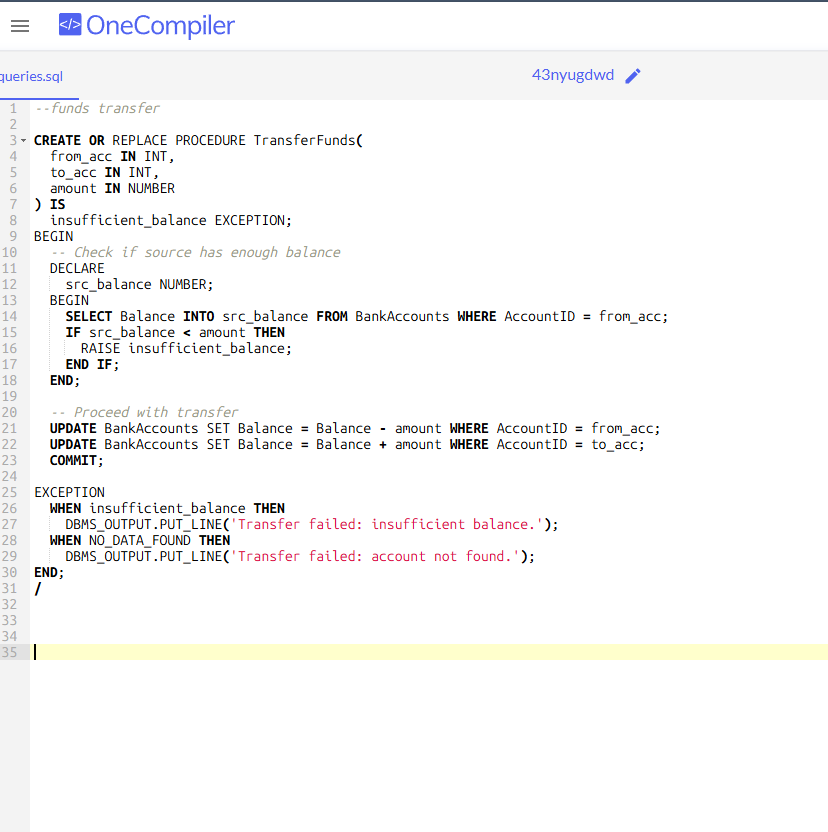 </> OneCompiler
queries.sql
43nyugdwd
1 --funds transfer
2
3 CREATE OR REPLACE PROCEDURE TransferFunds(
4   from_acc IN INT,
5   to_acc IN INT,
6   amount IN NUMBER
7 ) IS
8   insufficient_balance EXCEPTION;
9 BEGIN
10   -- Check if source has enough balance
11   DECLARE
12     src_balance NUMBER;
13   BEGIN
14     SELECT Balance INTO src_balance FROM BankAccounts WHERE AccountID = from_acc;
15     IF src_balance < amount THEN
16       RAISE insufficient_balance;
17     END IF;
18   END;
19
20   -- Proceed with transfer
21   UPDATE BankAccounts SET Balance = Balance - amount WHERE AccountID = from_acc;
22   UPDATE BankAccounts SET Balance = Balance + amount WHERE AccountID = to_acc;
23   COMMIT;
24
25 EXCEPTION
26   WHEN insufficient_balance THEN
27     DBMS_OUTPUT.PUT_LINE('Transfer failed: insufficient balance.');
28   WHEN NO_DATA_FOUND THEN
29     DBMS_OUTPUT.PUT_LINE('Transfer failed: account not found.');
30 END;
31 /
32
33
34
35